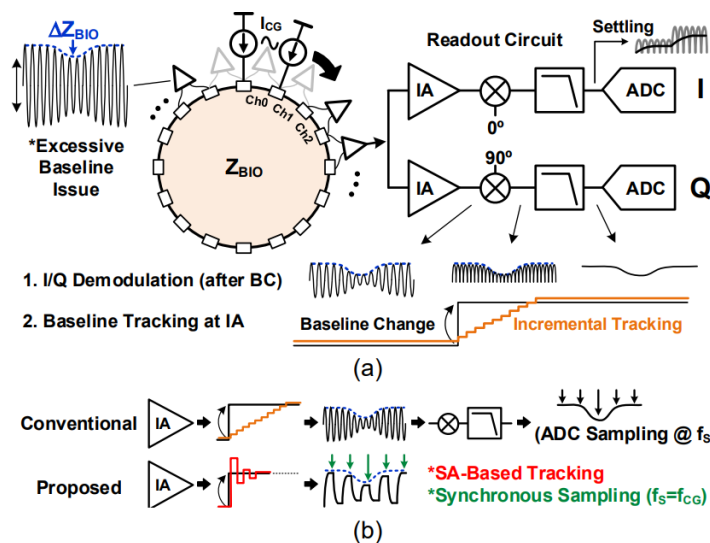 (a)
ΔZBIO
ICG
Readout Circuit
Settling
IA
ADC
I
0º
Ch0
Ch1
Ch2
*Excessive
Baseline
Issue
ZBIO
90º
IA
ADC
Q
1. I/Q Demodulation (after BC)
2. Baseline Tracking at IA
Baseline Change
Incremental Tracking
(a)
Conventional
IA
(ADC Sampling @ fS
Proposed
IA
*SA-Based Tracking
*Synchronous Sampling (fS=fCG)
(b)